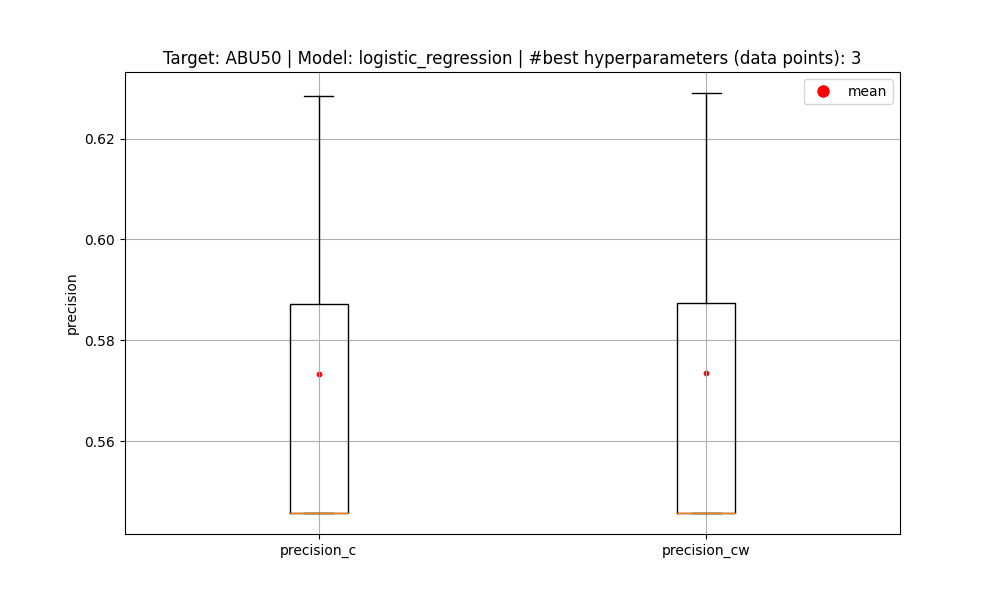 Target: ABU50 | Model: logistic_regression | #best hyperparameters (data points): 3
mean
0.62
0.60
0.58
0.56
precision
precision_c
precision_cw